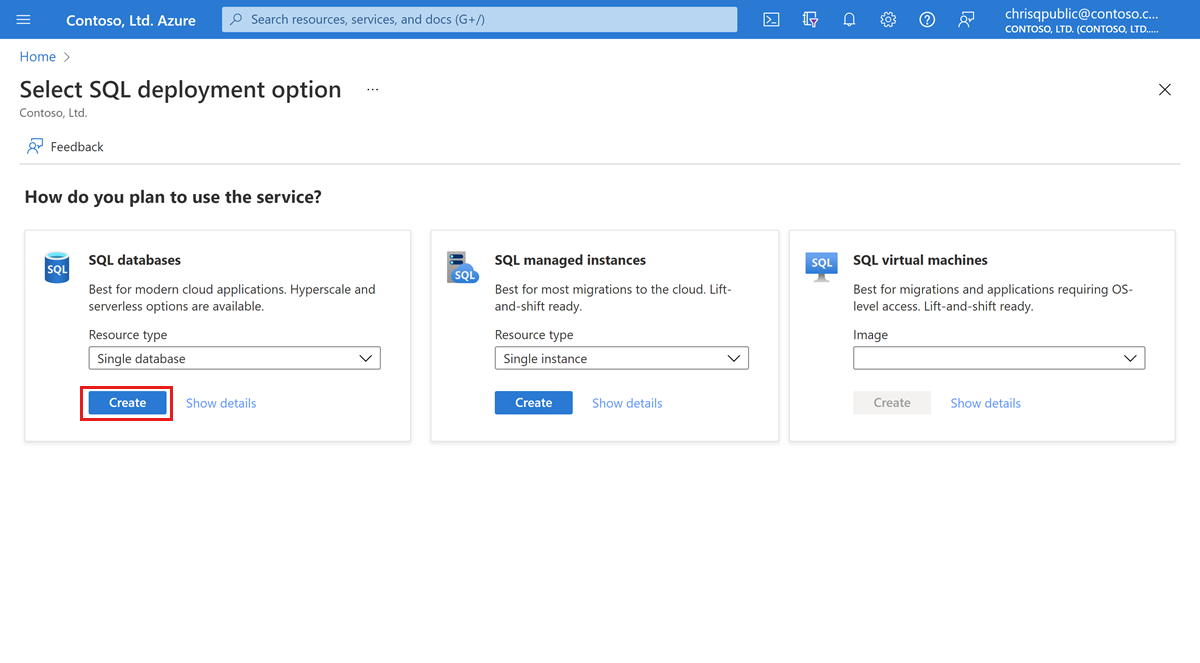 Contoso, Ltd. Azure
Search resources, services, and docs (G+/)
chrisqpublic@contoso.c...
CONTOSO, LTD. (CONTOSO, LTD.....
Home
Select SQL deployment option ...
Contoso, Ltd.
Feedback
How do you plan to use the service?
SQL
SQL databases
Best for modern cloud applications. Hyperscale and
serverless options are available.
Resource type
Single database
Create
Show details
SQL
SQL managed instances
Best for most migrations to the cloud. Lift-
and-shift ready.
Resource type
Single instance
Create
Show details
SQL
SQL virtual machines
Best for migrations and applications requiring OS-
level access. Lift-and-shift ready.
Image
Create
Show details